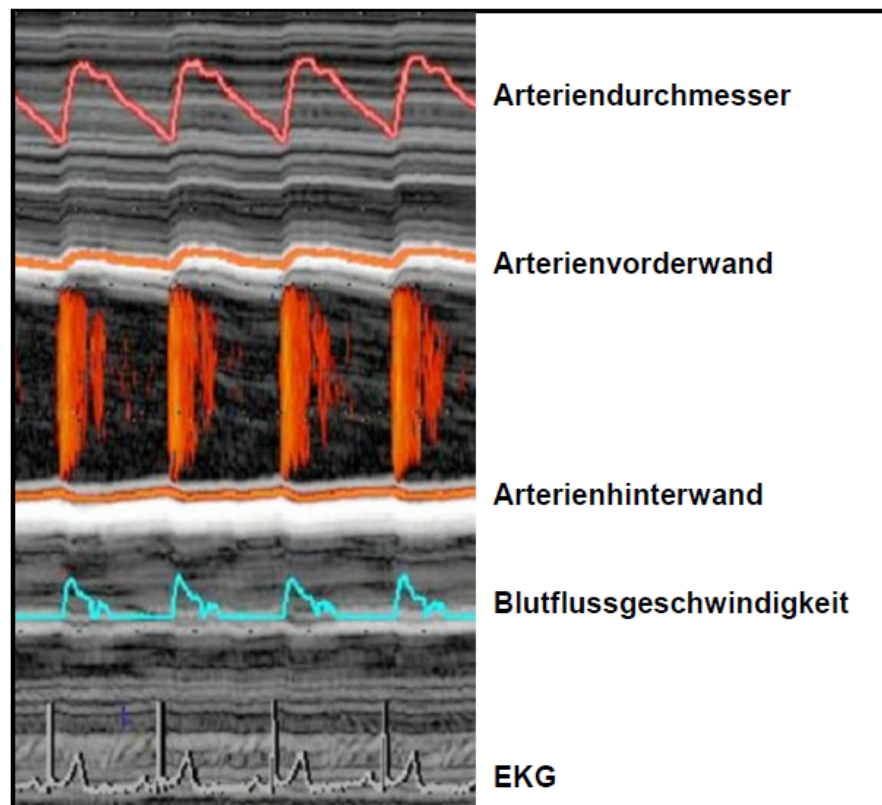 Arteriendurchmesser
Arterienvorderwand
Arterienhinterwand
Blutflussgeschwindigkeit
EKG